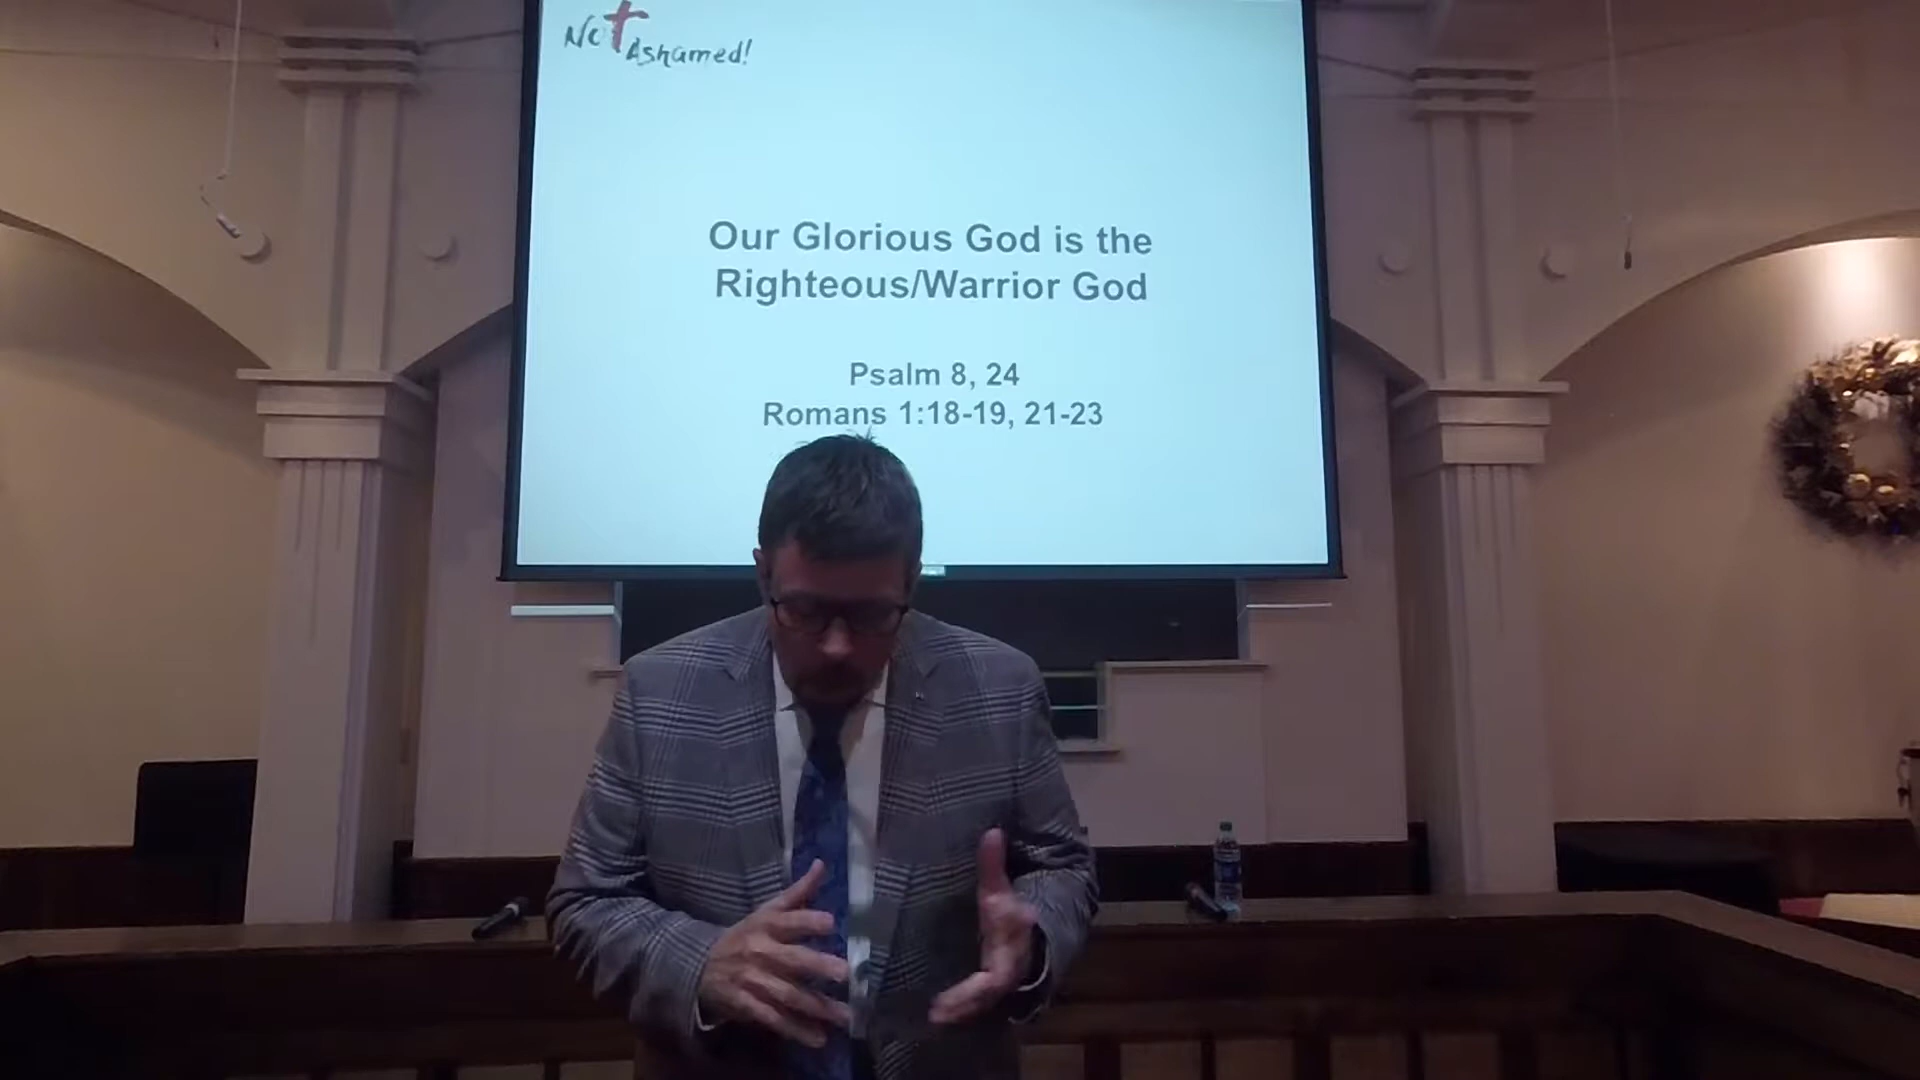 Not Ashamed!
Our Glorious God is the
Righteous/Warrior God
Psalm 8, 24
Romans 1:18-19, 21-23